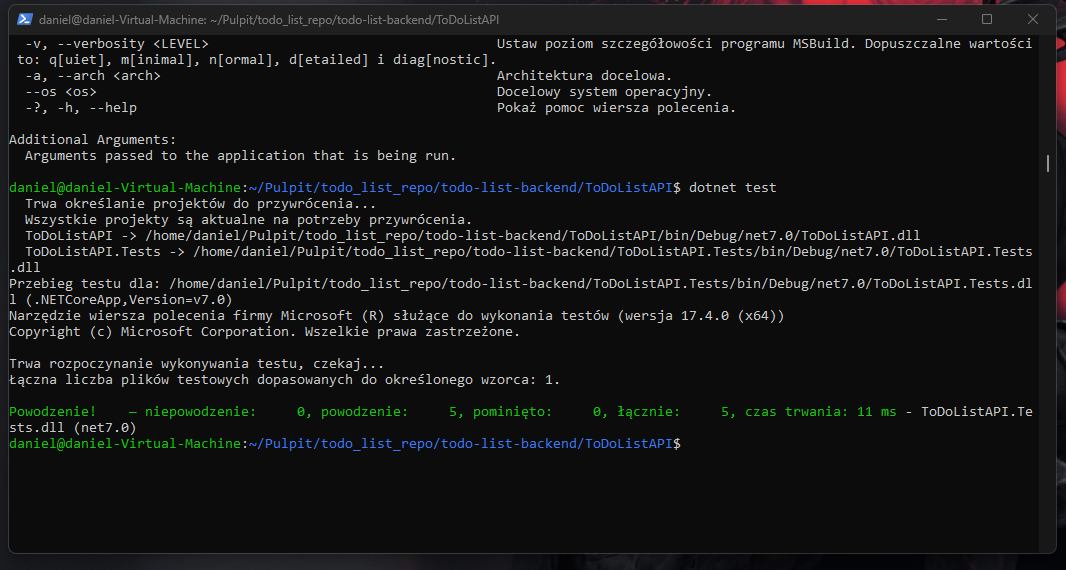 daniel@daniel-Virtual-Machine: ~/Pulpit/todo_list_repo/todo-list-backend/ToDoListAPI
-v, --verbosity <LEVEL> Ustaw poziom szczegółowości programu MSBuild. Dopuszczalne wartości
to: q[uiet], m[inimal], n[ormal], d[etailed] i diag[nostic].
-a, --arch <arch> Architektura docelowa.
--os <os> Docelowy system operacyjny.
-?, -h, --help Pokaż pomoc wiersza polecenia.
Additional Arguments:
Arguments passed to the application that is being run.
daniel@daniel-Virtual-Machine:~/Pulpit/todo_list_repo/todo-list-backend/ToDoListAPI$ dotnet test
Trwa określanie projektów do przywrócenia...
Wszystkie projekty są aktualne na potrzeby przywrócenia.
ToDoListAPI -> /home/daniel/Pulpit/todo_list_repo/todo-list-backend/ToDoListAPI/bin/Debug/net7.0/ToDoListAPI.dll
ToDoListAPI.Tests -> /home/daniel/Pulpit/todo_list_repo/todo-list-backend/ToDoListAPI.Tests/bin/Debug/net7.0/ToDoListAPI.Tests
.dll
Przebieg testu dla: /home/daniel/Pulpit/todo_list_repo/todo-list-backend/ToDoListAPI.Tests/bin/Debug/net7.0/ToDoListAPI.Tests.dl
l (.NETCoreApp,Version=v7.0)
Narzędzie wiersza polecenia firmy Microsoft (R) służące do wykonania testów (wersja 17.4.0 (x64))
Copyright (c) Microsoft Corporation. Wszelkie prawa zastrzeżone.
Trwa rozpoczynanie wykonywania testu, czekaj...
Łączna liczba plików testowych dopasowanych do określonego wzorca: 1.
Powodzenie! — niepowodzenie: 0, powodzenie: 5, pominięto: 0, łącznie: 5, czas trwania: 11 ms - ToDoListAPI.Te
sts.dll (net7.0)
daniel@daniel-Virtual-Machine:~/Pulpit/todo_list_repo/todo-list-backend/ToDoListAPI$